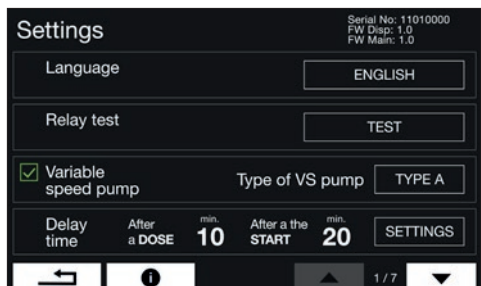 Settings
Serial No: 11010000
FW Disp: 1.0
FW Main: 1.0
Language
ENGLISH
Relay test
TEST
Variable
speed pump
Type of VS pump
TYPE A
Delay
time
After
a DOSE
min.
10
After a the
START
min.
20
SETTINGS
1/7